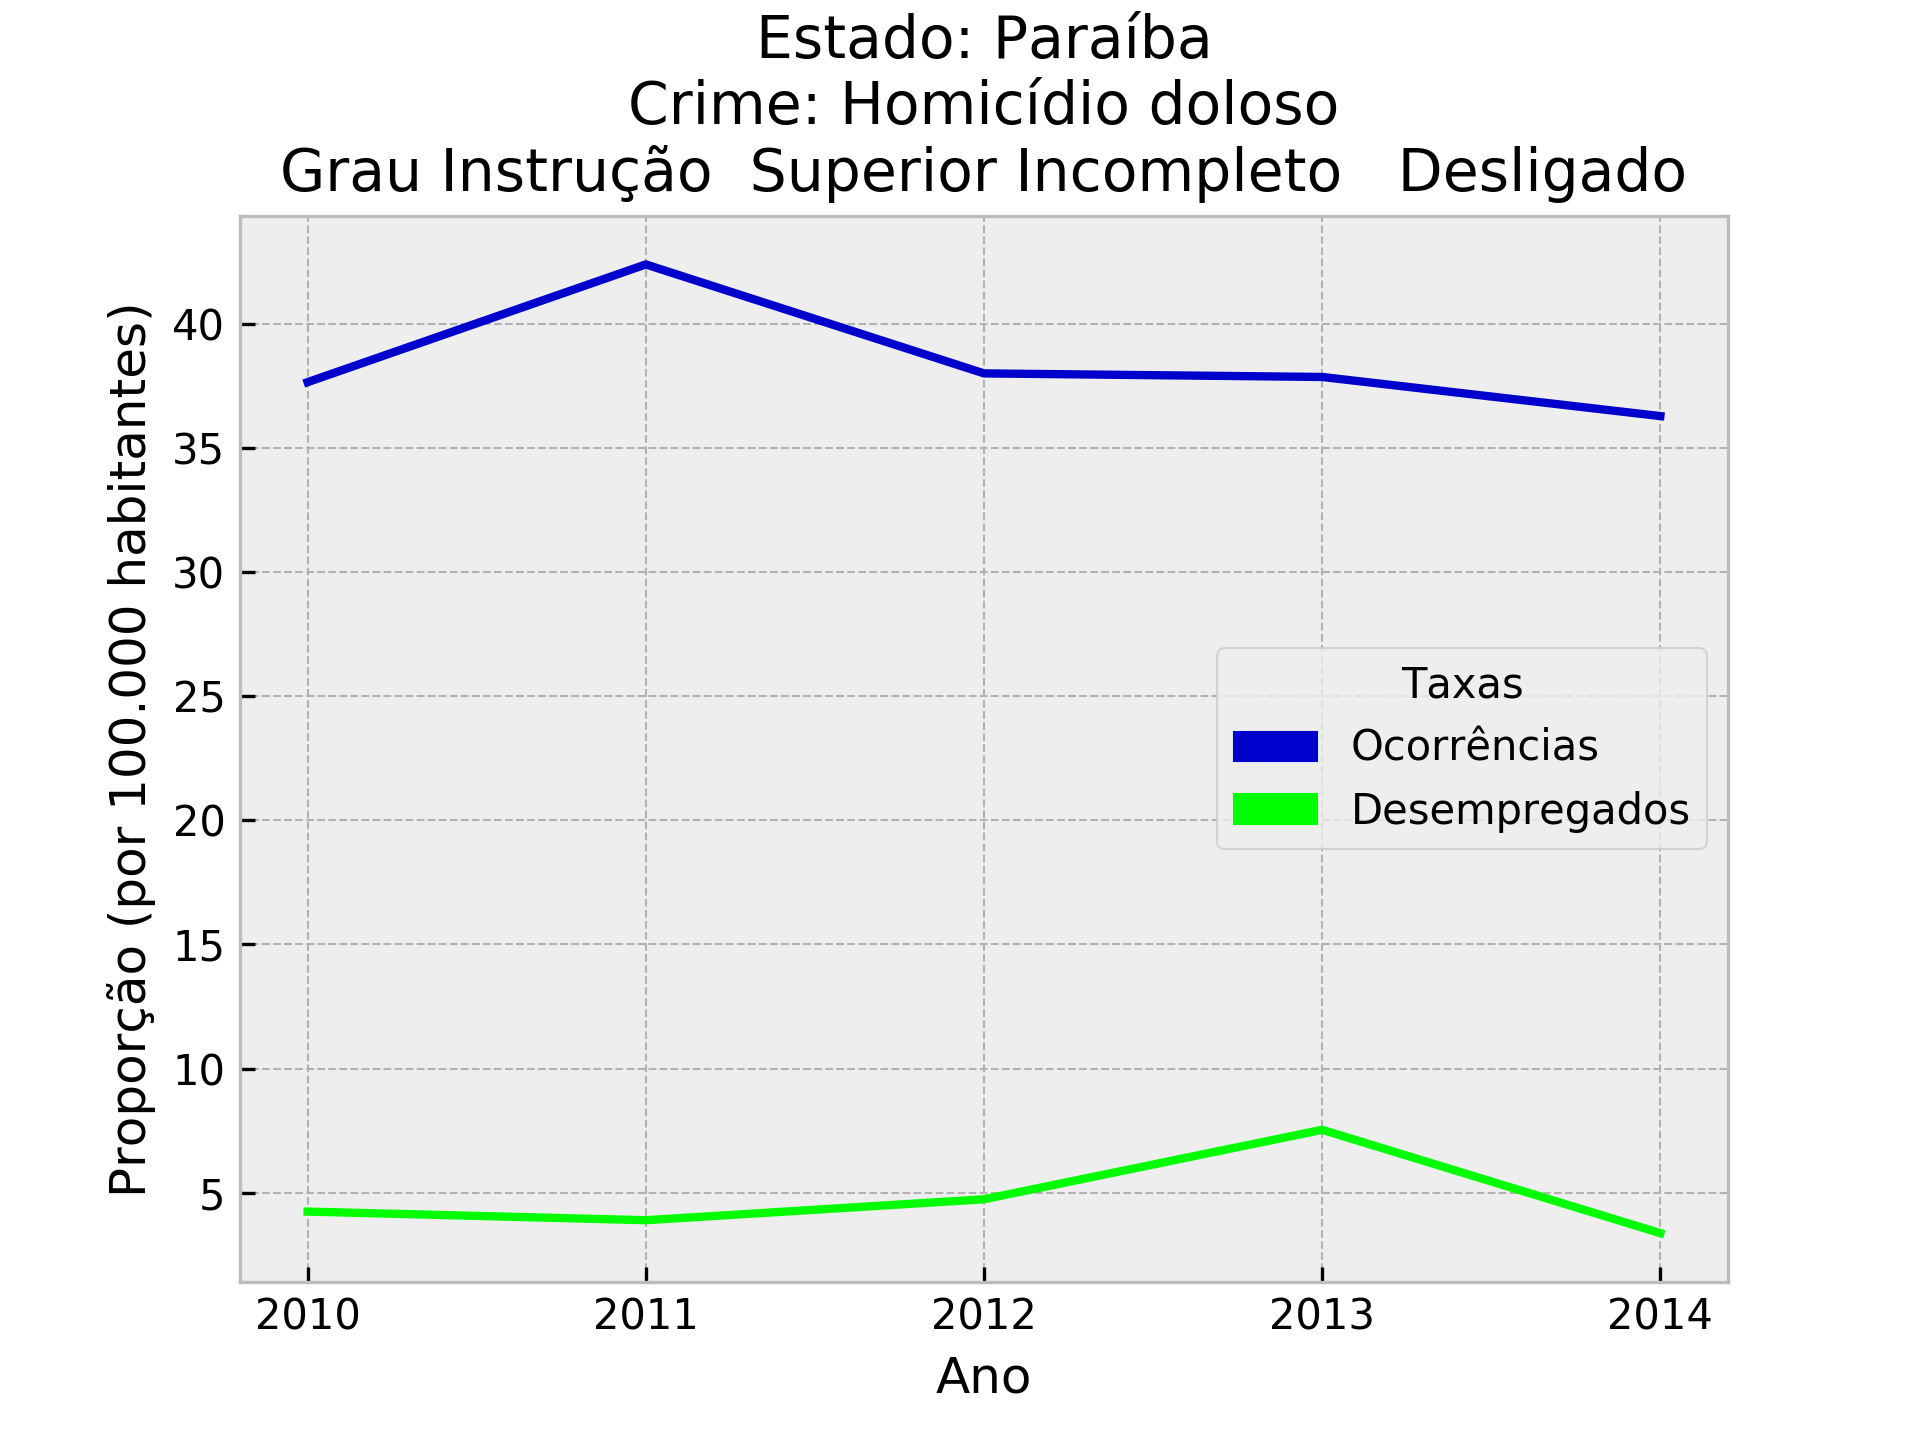 Estado: Paraíba
Crime: Homicídio doloso
Grau Instrução  Superior Incompleto   Desligado
Proporção (por 100.000 habitantes)
40
35
30
25
20
15
10
5
Taxas
Ocorrências
Desempregados
2010 2011 2012 2013 2014
Ano